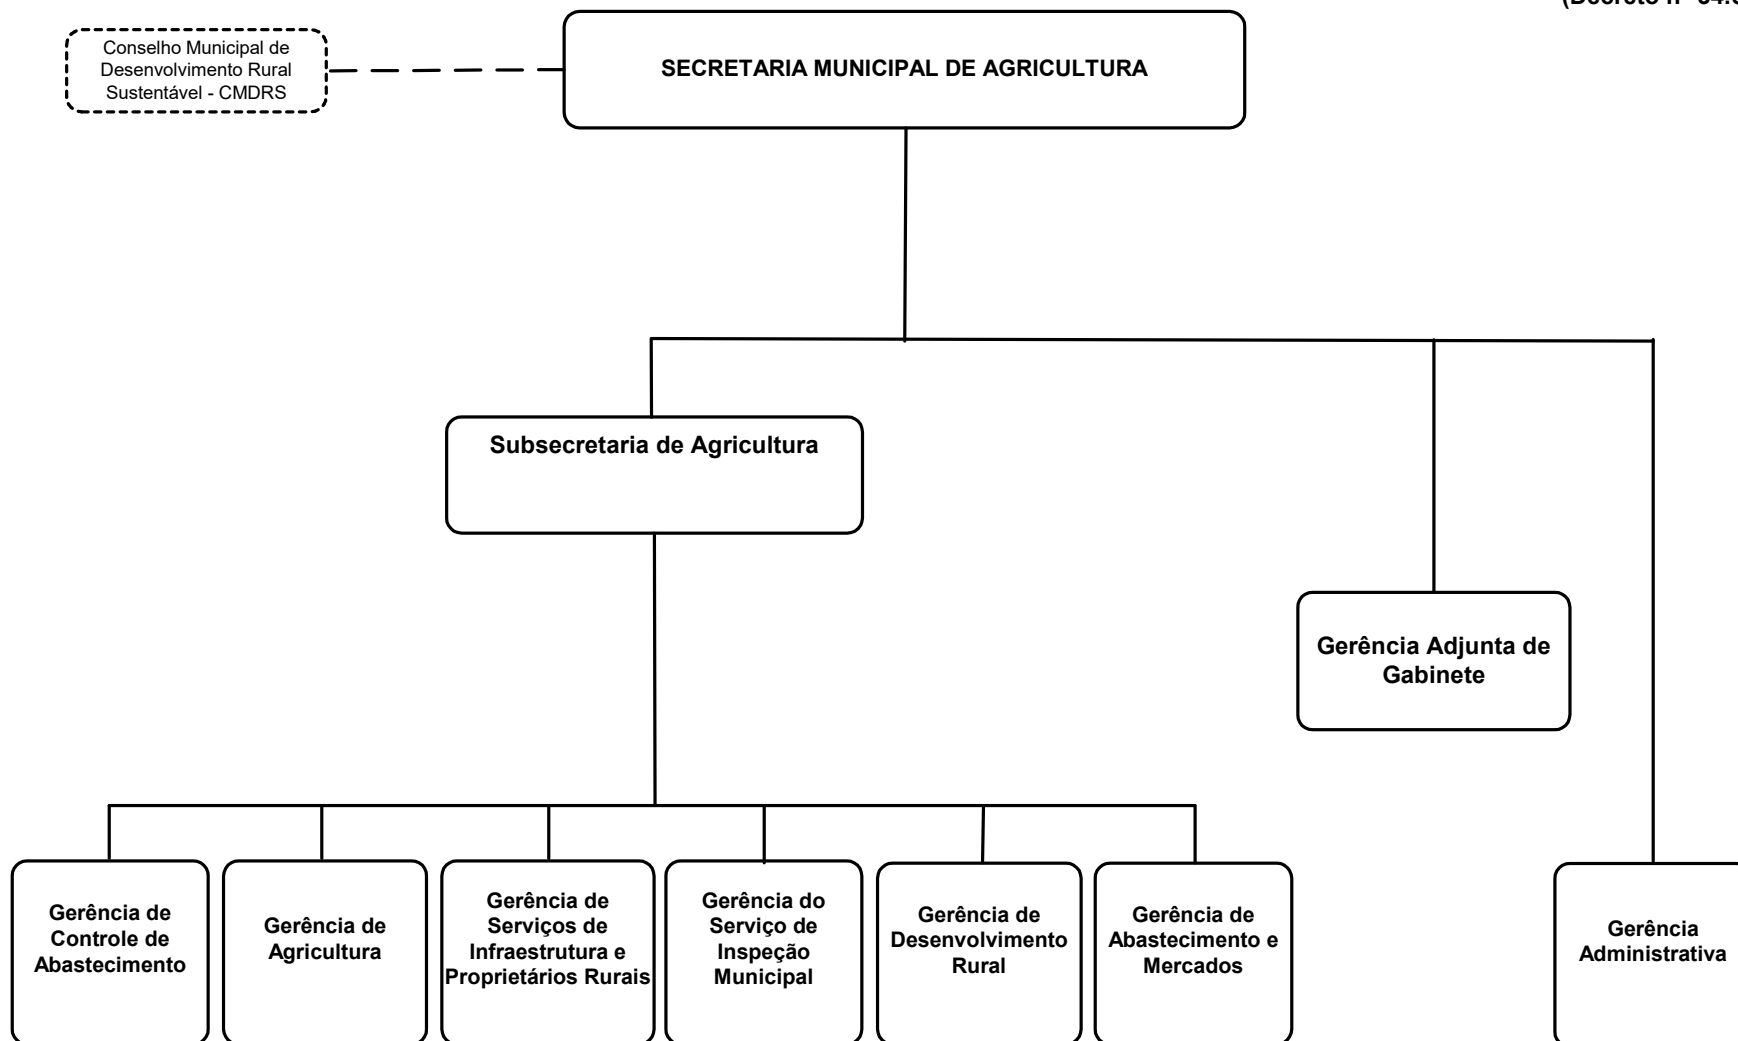 (Decreto nº
Conselho Municipal de
Desenvolvimento Rural
Sustentável - CMDRS
SECRETARIA MUNICIPAL DE AGRICULTURA
Subsecretaria de Agricultura
Gerência Adjunta de
Gabinete
Gerência de
Controle de
Abastecimento
Gerência de
Agricultura
Gerência de
Serviços de
Infraestrutura e
Proprietários Rurais
Gerência do
Serviço de
Inspeção
Municipal
Gerência de
Desenvolvimento
Rural
Gerência de
Abastecimento e
Mercados
Gerência
Administrativa